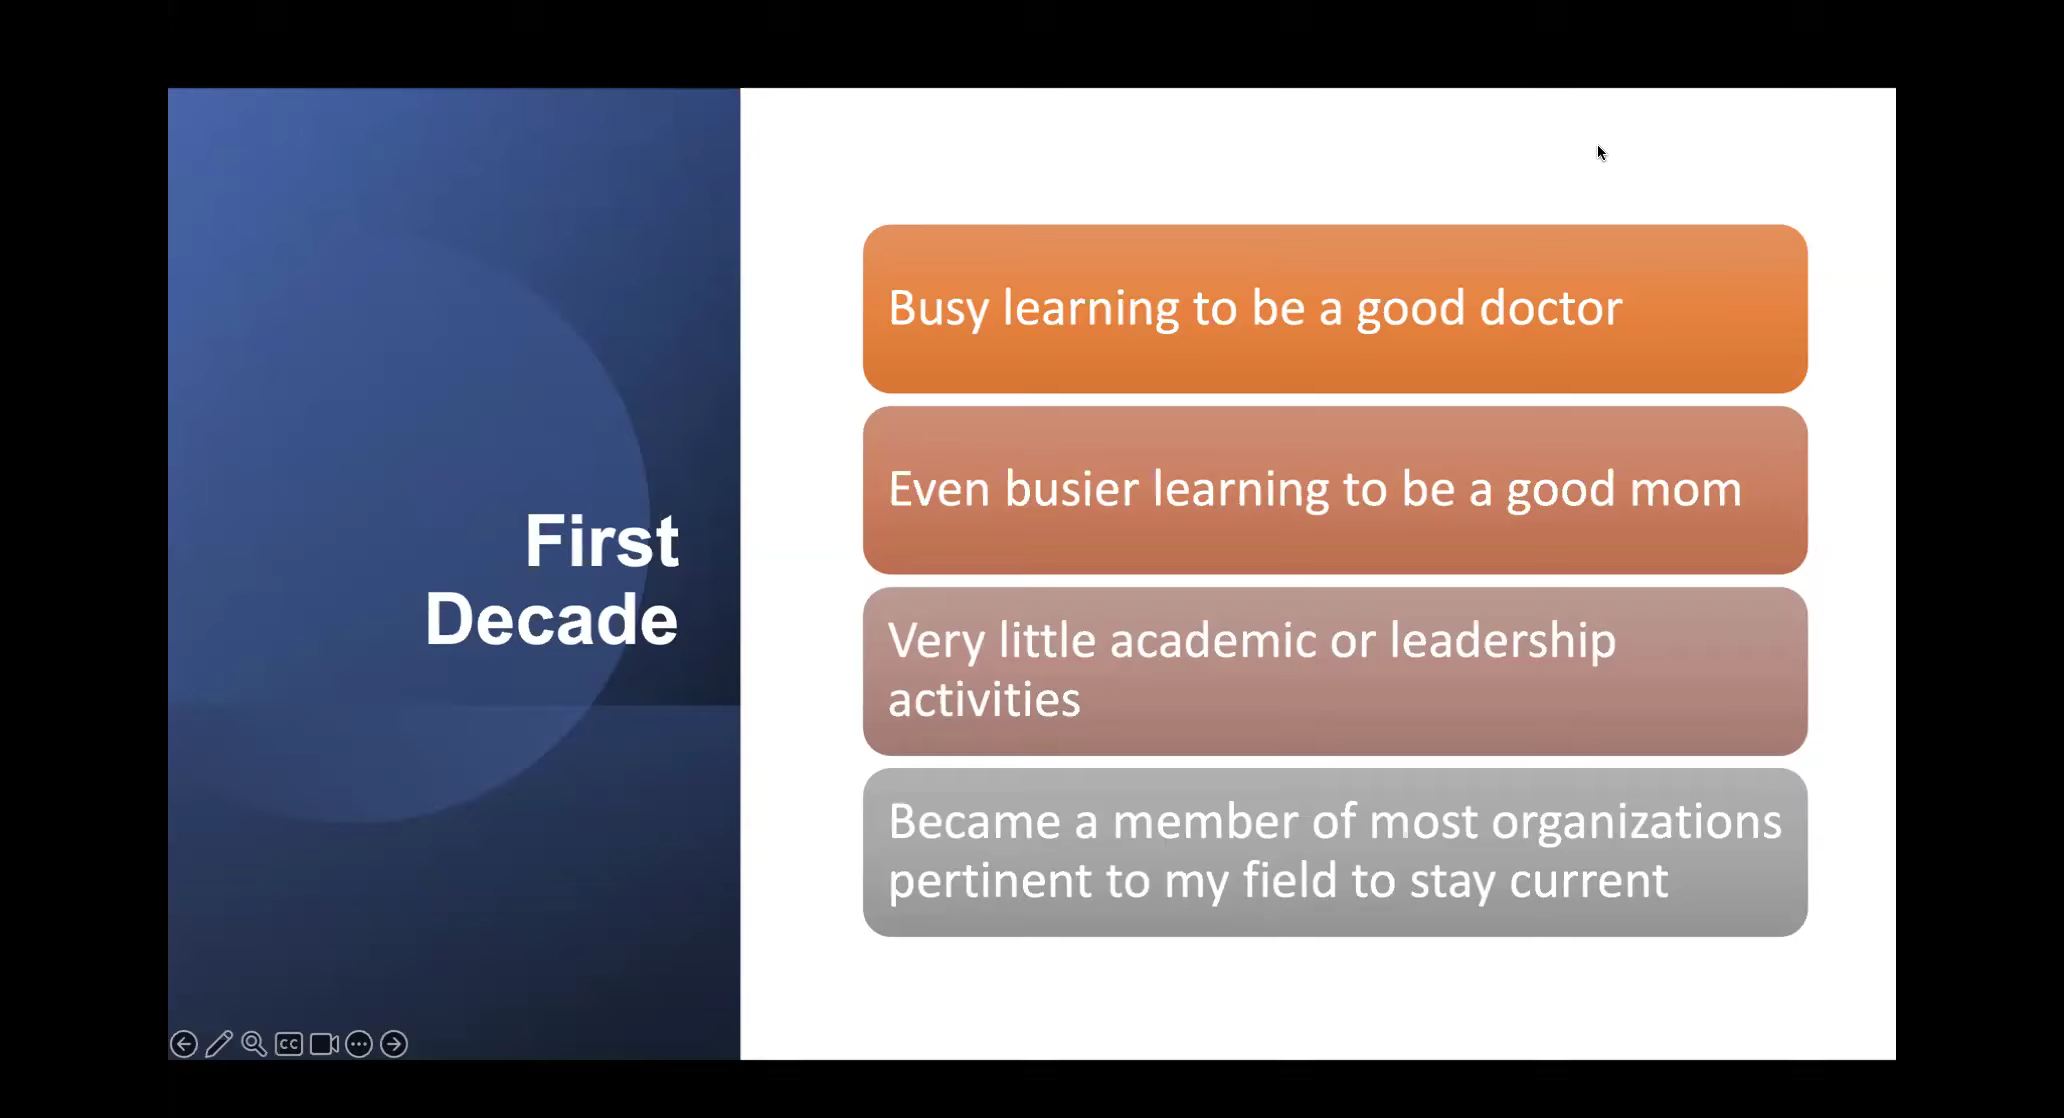 First
Decade
Busy learning to be a good doctor
Even busier learning to be a good mom
Very little academic or leadership
activities
Became a member of most organizations
pertinent to my field to stay current
CC